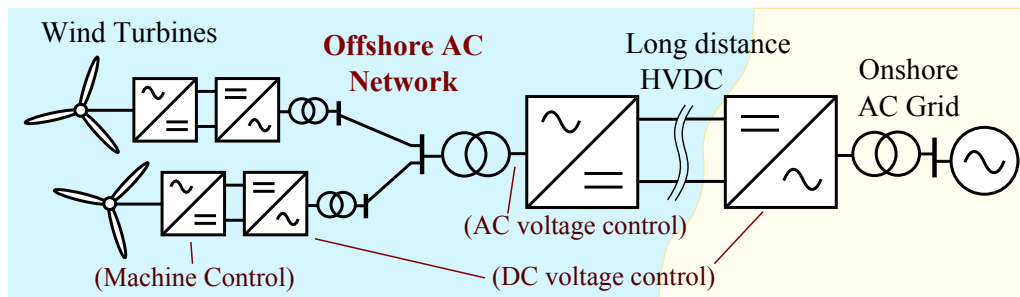 Wind Turbines
Offshore AC
Network
Long distance
HVDC
Onshore
AC Grid
(AC voltage control)
(Machine Control)
(DC voltage control)